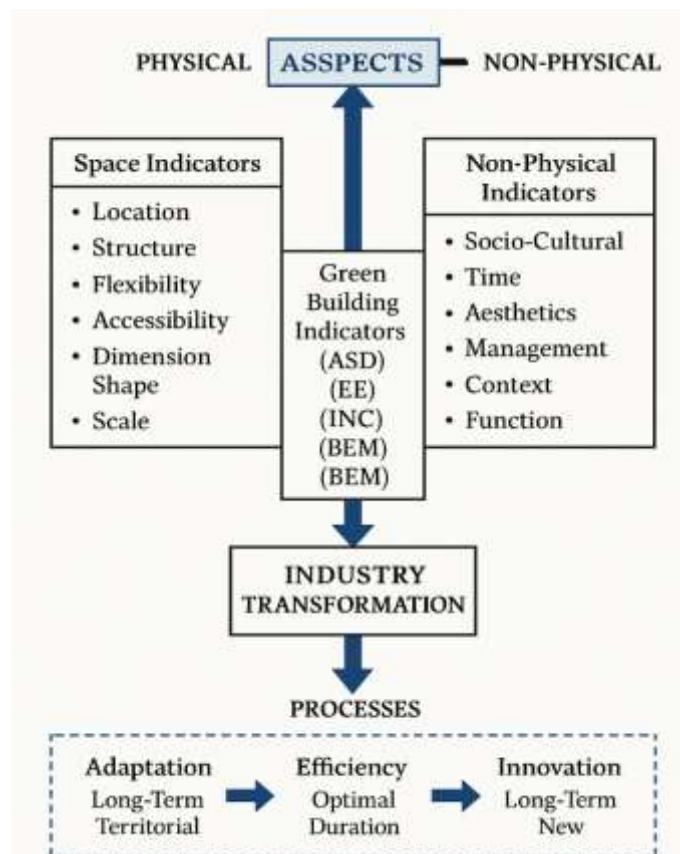 PHYSICAL
ASSPECTS
NON-PHYSICAL
Space Indicators
• Location
• Structure
• Flexibility
• Accessibility
• Dimension
Shape
• Scale
Green
Building
Indicators
(ASD)
(EE)
(INC)
(BEM)
(BEM)
Non-Physical
Indicators
• Socio-Cultural
• Time
• Aesthetics
• Management
• Context
• Function
INDUSTRY
TRANSFORMATION
PROCESSES
Adaptation
Long-Term
Territorial
Efficiency
Optimal
Duration
Innovation
Long-Term
New